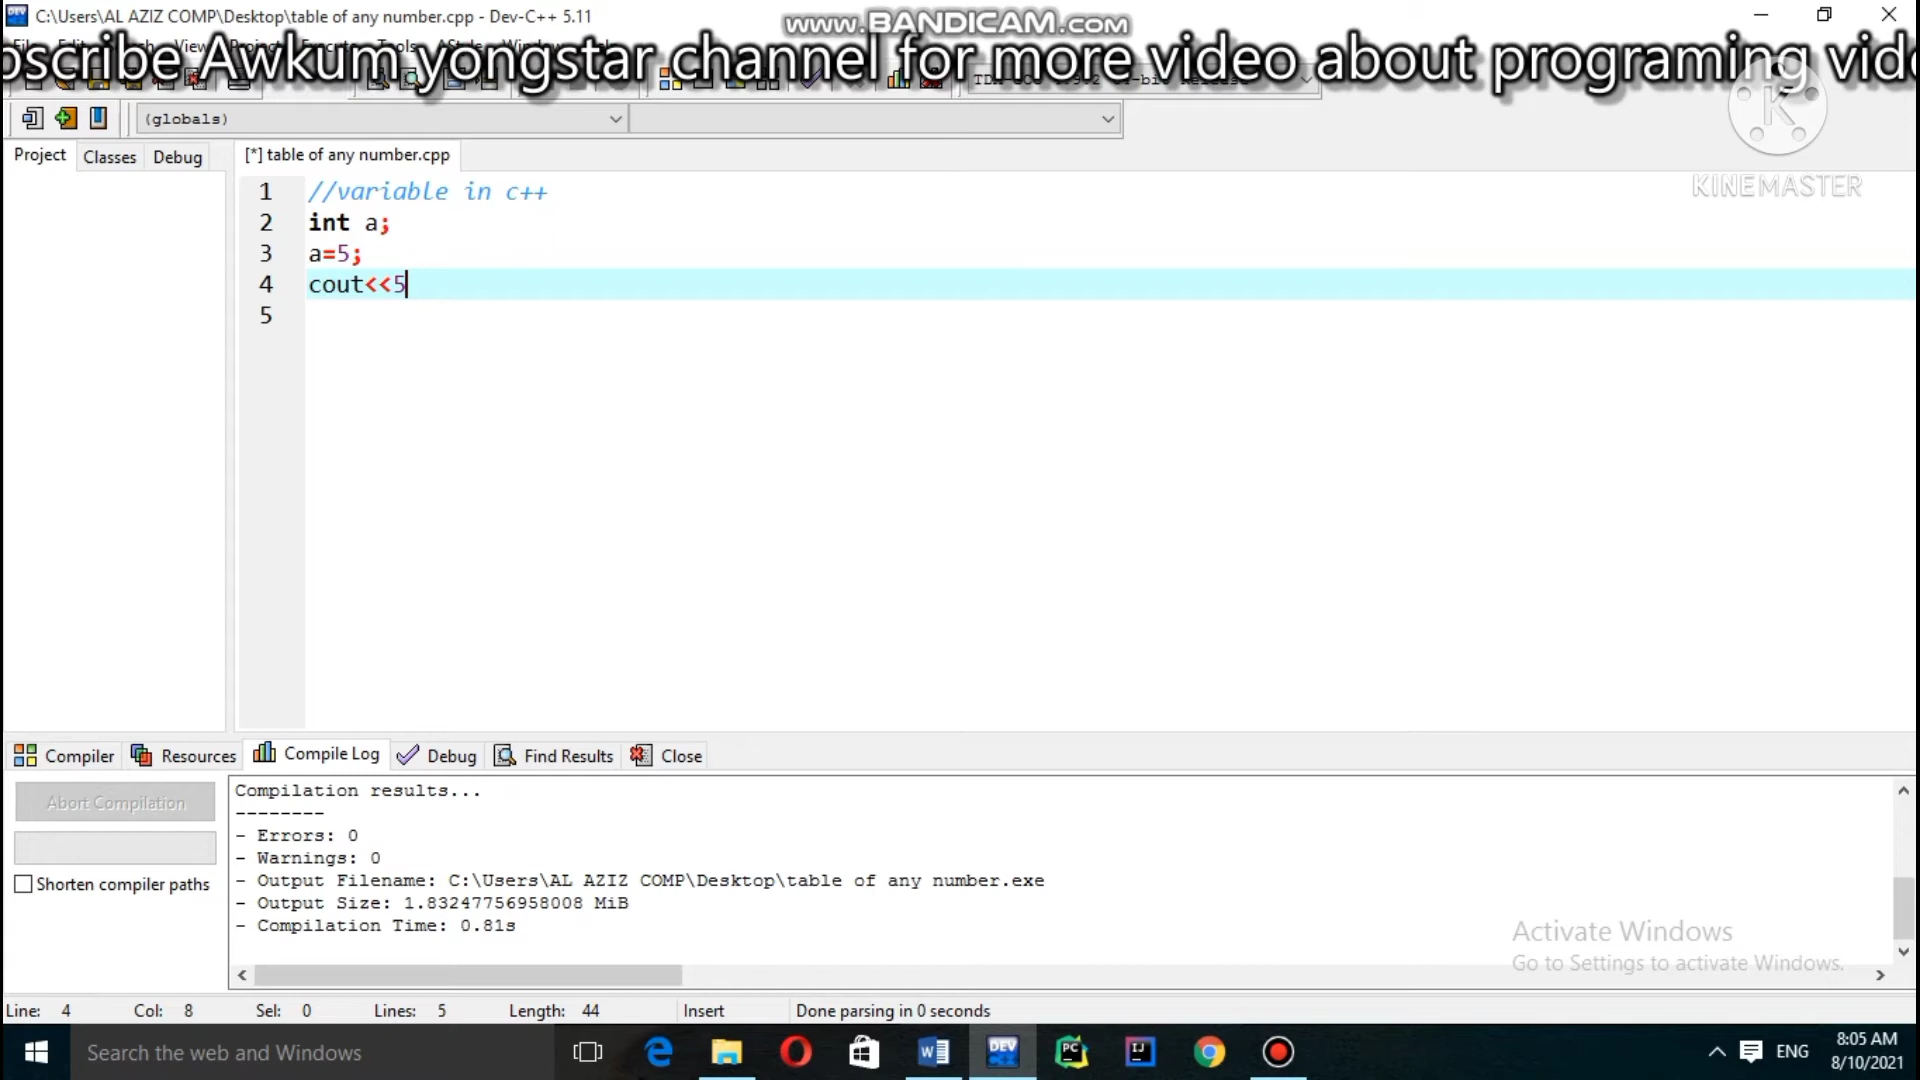 C:\Users\AL AZIZ COMP\Desktop\table of any number.cpp - Dev-C++ 5.11
www.BANDICAM.com
bscribe Awkum yongstar channel for more video about programing vid
(globals)
KINEMASTER
Project
Classes
Debug
[*] table of any number.cpp
1 //variable in c++
2 int a;
3 a=5;
4 cout<<5
5
Compiler
Resources
Compile Log
Debug
Find Results
Close
Abort Compilation
Shorten compiler paths
Compilation results...
--------
- Errors: 0
- Warnings: 0
- Output Filename: C:\Users\AL AZIZ COMP\Desktop\table of any number.exe
- Output Size: 1.83247756958008 MiB
- Compilation Time: 0.81s
Activate Windows
Go to Settings to activate Windows.
Line: 4 Col: 8 Sel: 0 Lines: 5 Length: 44 Insert Done parsing in 0 seconds
Search the web and Windows
ENG
8:05 AM
8/10/2021